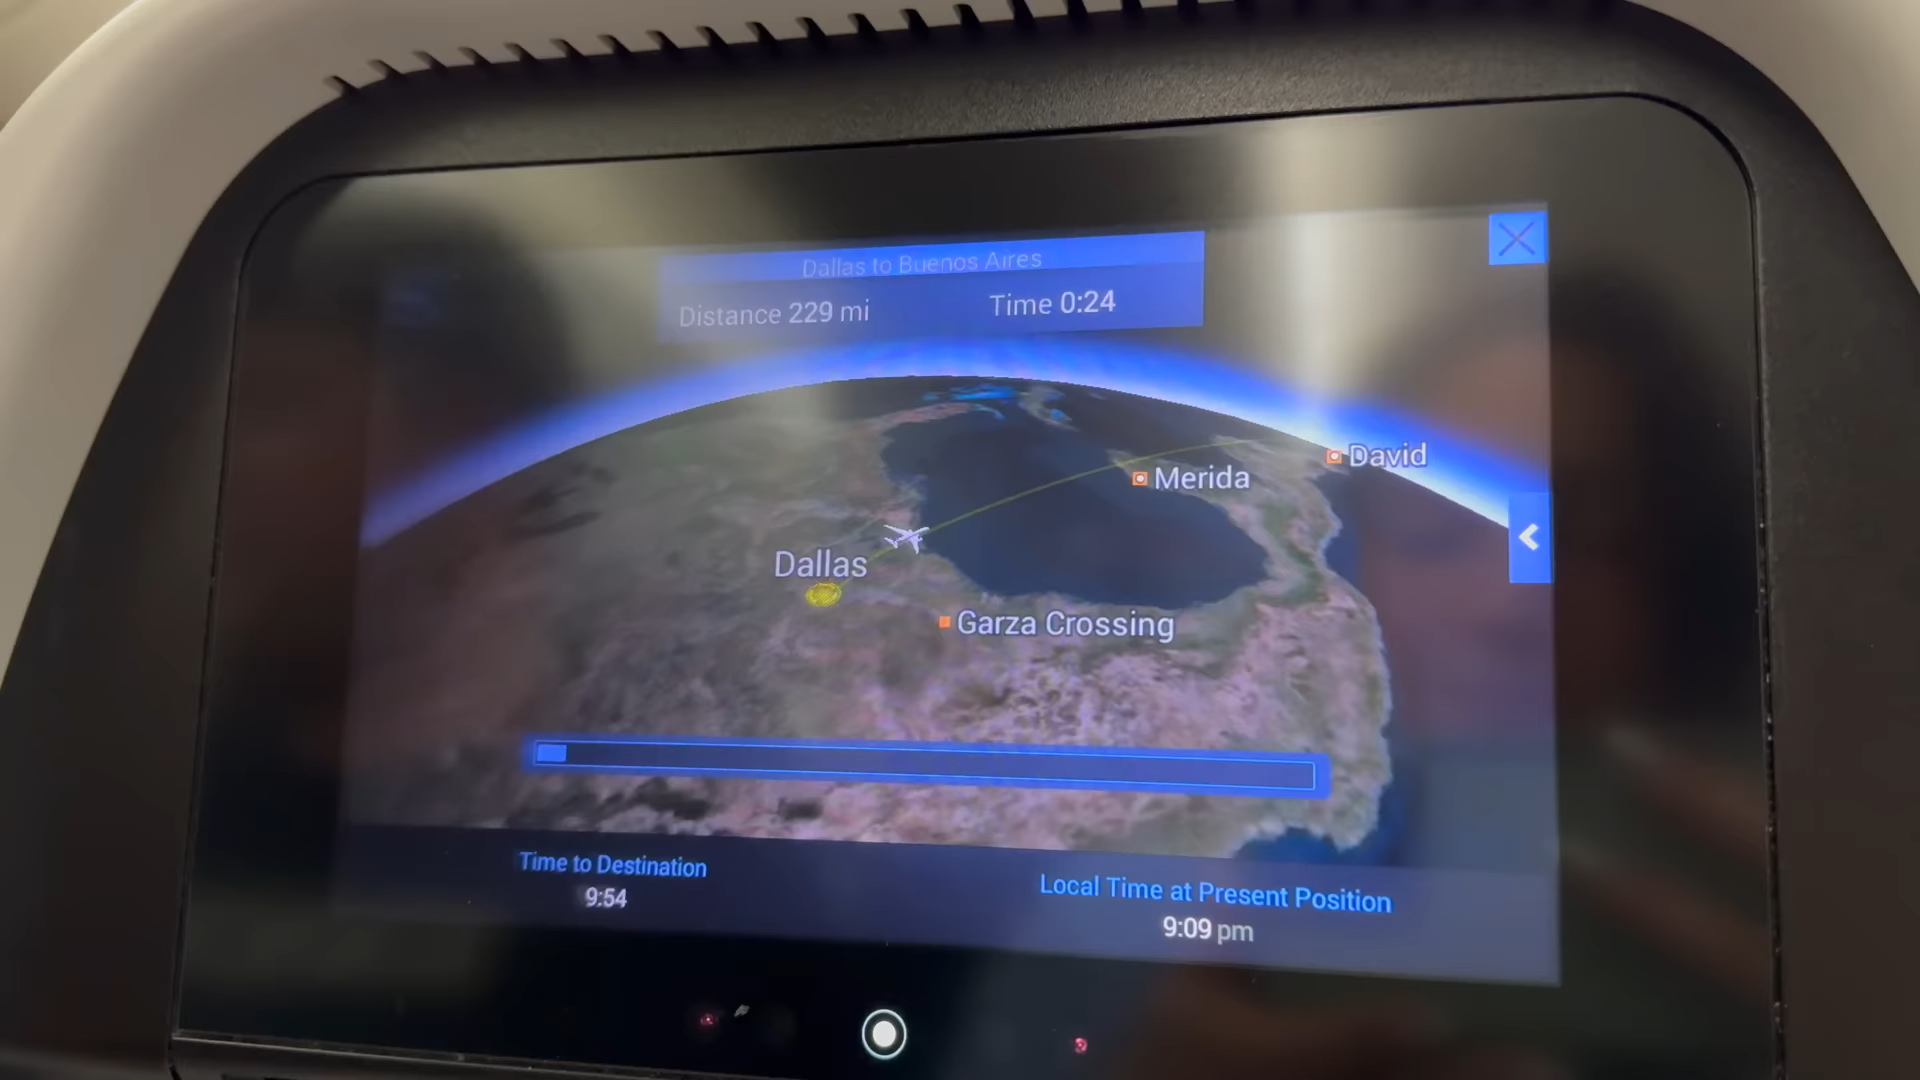 Dallas to Buenos Aires
Distance 229 mi
Time 0:24
David
Merida
Dallas
Garza Crossing
Time to Destination
9:54
Local Time at Present Position
9:09 pm